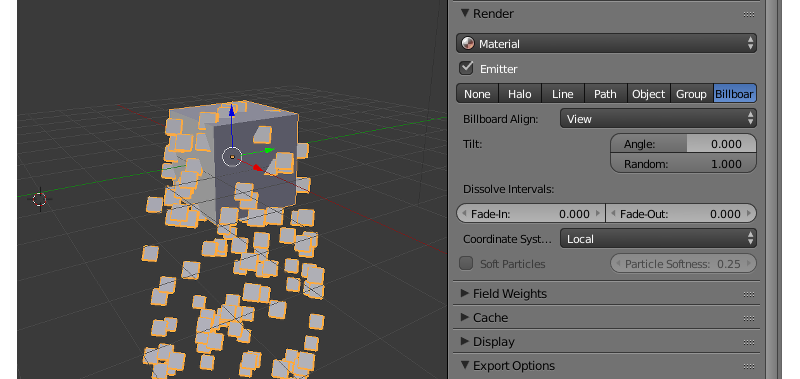 Render
Material
Emitter
None Halo Line Path Object Group Billboar
Billboard Align: View
Tilt: Angle: 0.000
Random: 1.000
Dissolve Intervals:
Fade-In: 0.000 Fade-Out: 0.000
Coordinate Syst... Local
Soft Particles Particle Softness: 0.25
Field Weights
Cache
Display
Export Options